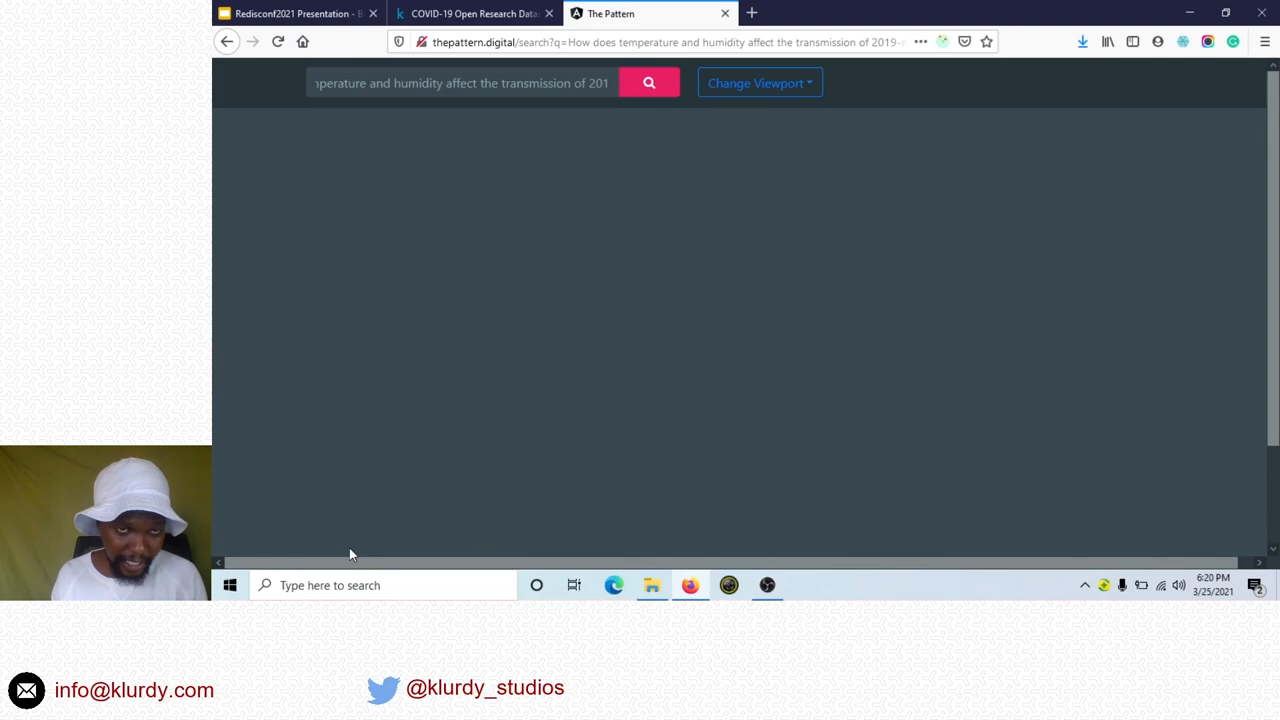 Redisconf2021 Presentation - 
COVID-19 Open Research Data
The Pattern
thepattern.digital/search?q=How does temperature and humidity affect the transmission of 2019-n
perature and humidity affect the transmission of 201
Change Viewport
Type here to search
6:20 PM
3/25/2021
2
info@klurdy.com
@klurdy_studios